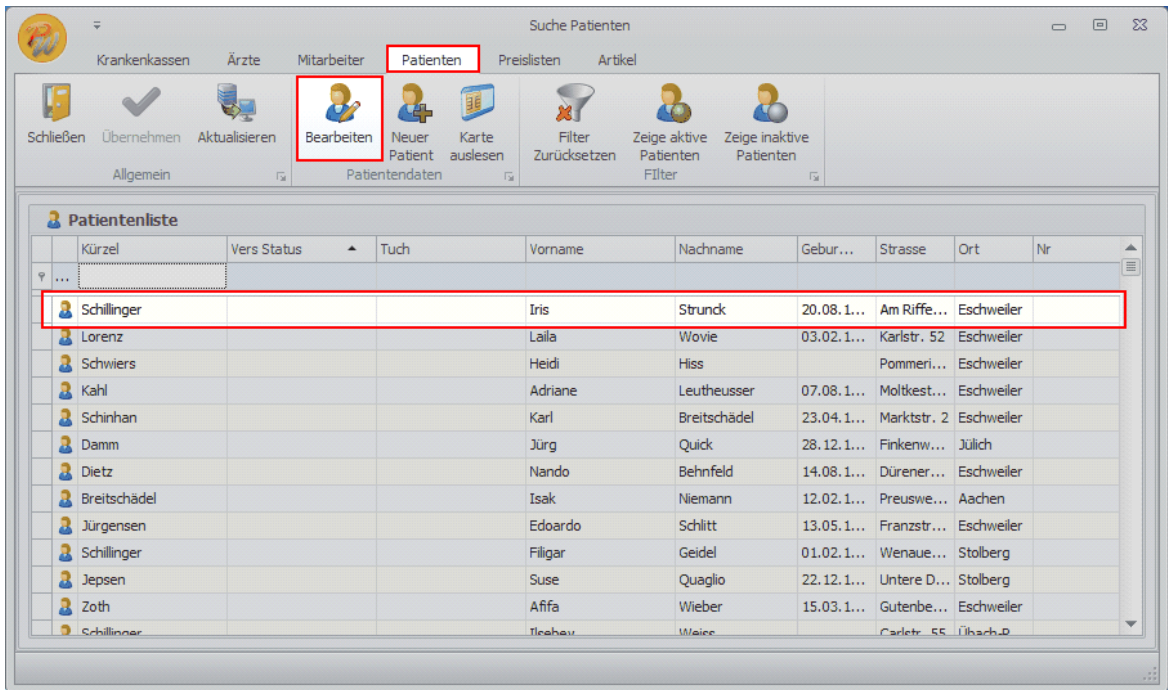 Suche Patienten
Krankenkassen Ärzte Mitarbeiter Patienten Preislisten Artikel
Schließen Übernehmen Aktualisieren Bearbeiten Neuer Patient Karte auslesen Filter Zurücksetzen Zeige aktive Patienten Zeige inaktive Patienten
Allgemein Patientendaten FIlter
Patientenliste
Kürzel Vers Status Tuch Vorname Nachname Gebur... Strasse Ort Nr
...
Schillinger Iris Strunck 20.08.1... Am Riffe... Eschweiler
Lorenz Laila Wovie 03.02.1... Karlstr. 52 Eschweiler
Schwiers Heidi Hiss Pommeri... Eschweiler
Kahl Adriane Leutheusser 07.08.1... Moltkest... Eschweiler
Schinhan Karl Breitschädel 23.04.1... Marktstr. 2 Eschweiler
Damm Jürg Quick 28.12.1... Finkenw... Jülich
Dietz Nando Behnfeld 14.08.1... Dürener... Eschweiler
Breitschädel Isak Niemann 12.02.1... Preuswe... Aachen
Jürgensen Edoardo Schlitt 13.05.1... Franzstr... Eschweiler
Schillinger Filigar Geidel 01.02.1... Wenaue... Stolberg
Jepsen Suse Quaglio 22.12.1... Untere D... Stolberg
Zoth Afifa Wieber 15.03.1... Gutenbe... Eschweiler
Schillinger Ilsebey Weiss Carlstr. 55 Übach-P